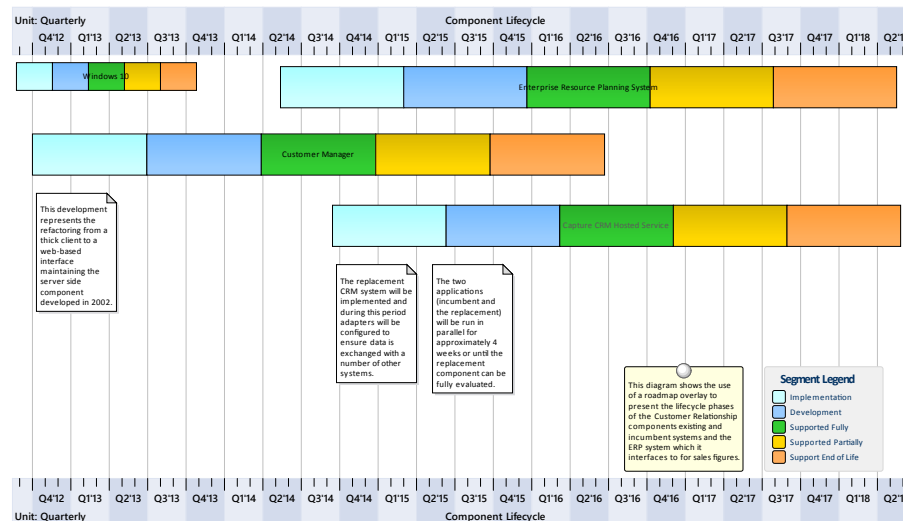 Unit: Quarterly
Component Lifecycle
Q4'12 Q1'13 Q2'13 Q3'13 Q4'13 Q1'14 Q2'14 Q3'14 Q4'14 Q1'15 Q2'15 Q3'15 Q4'15 Q1'16 Q2'16 Q3'16 Q4'16 Q1'17 Q2'17 Q3'17 Q4'17 Q1'18
Windows 10
Enterprise Resource Planning System
Customer Manager
Capture CRM Hosted Service
This development
represents the
refactoring from a
thick client to a
web-based
interface
maintaining the
server side
component
developed in 2002.
The replacement
CRM system will be
implemented and
during this period
adapters will be
configured to
ensure data is
exchanged with a
number of other
systems.
The two
applications
(incumbent and
the replacement)
will be run in
parallel for
approximately 4
weeks or until the
replacement
component can be
fully evaluated.
This diagram shows the use
of a roadmap overlay to
present the lifecycle phases
of the Customer Relationship
components existing and
incumbent systems and the
ERP system which it
interfaces to for sales figures.
Segment Legend
Implementation
Development
Supported Fully
Supported Partially
Support End of Life
Q4'12 Q1'13 Q2'13 Q3'13 Q4'13 Q1'14 Q2'14 Q3'14 Q4'14 Q1'15 Q2'15 Q3'15 Q4'15 Q1'16 Q2'16 Q3'16 Q4'16 Q1'17 Q2'17 Q3'17 Q4'17 Q1'18
Unit: Quarterly
Component Lifecycle